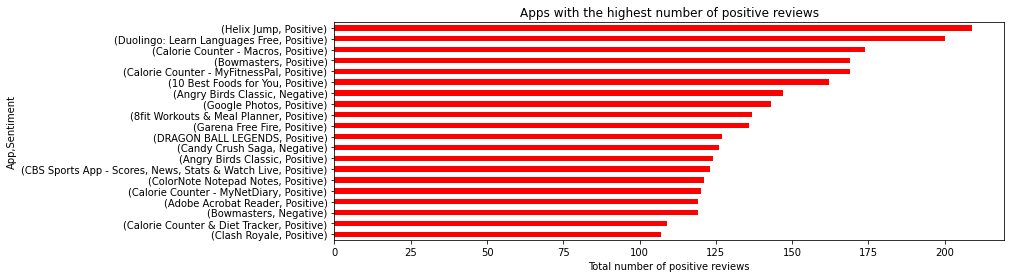 Apps with the highest number of positive reviews
(Helix Jump, Positive)
(Duolingo: Learn Languages Free, Positive)
(Calorie Counter - Macros, Positive)
(Bowmasters, Positive)
(Calorie Counter - MyFitnessPal, Positive)
(10 Best Foods for You, Positive)
(Angry Birds Classic, Negative)
(Google Photos, Positive)
(8fit Workouts & Meal Planner, Positive)
(Garena Free Fire, Positive)
(DRAGON BALL LEGENDS, Positive)
(Candy Crush Saga, Negative)
(Angry Birds Classic, Positive)
(CBS Sports App - Scores, News, Stats & Watch Live, Positive)
(ColorNote Notepad Notes, Positive)
(Calorie Counter - MyNetDiary, Positive)
(Adobe Acrobat Reader, Positive)
(Bowmasters, Negative)
(Calorie Counter & Diet Tracker, Positive)
(Clash Royale, Positive)
App,Sentiment
0 25 50 75 100 125 150 175 200
Total number of positive reviews